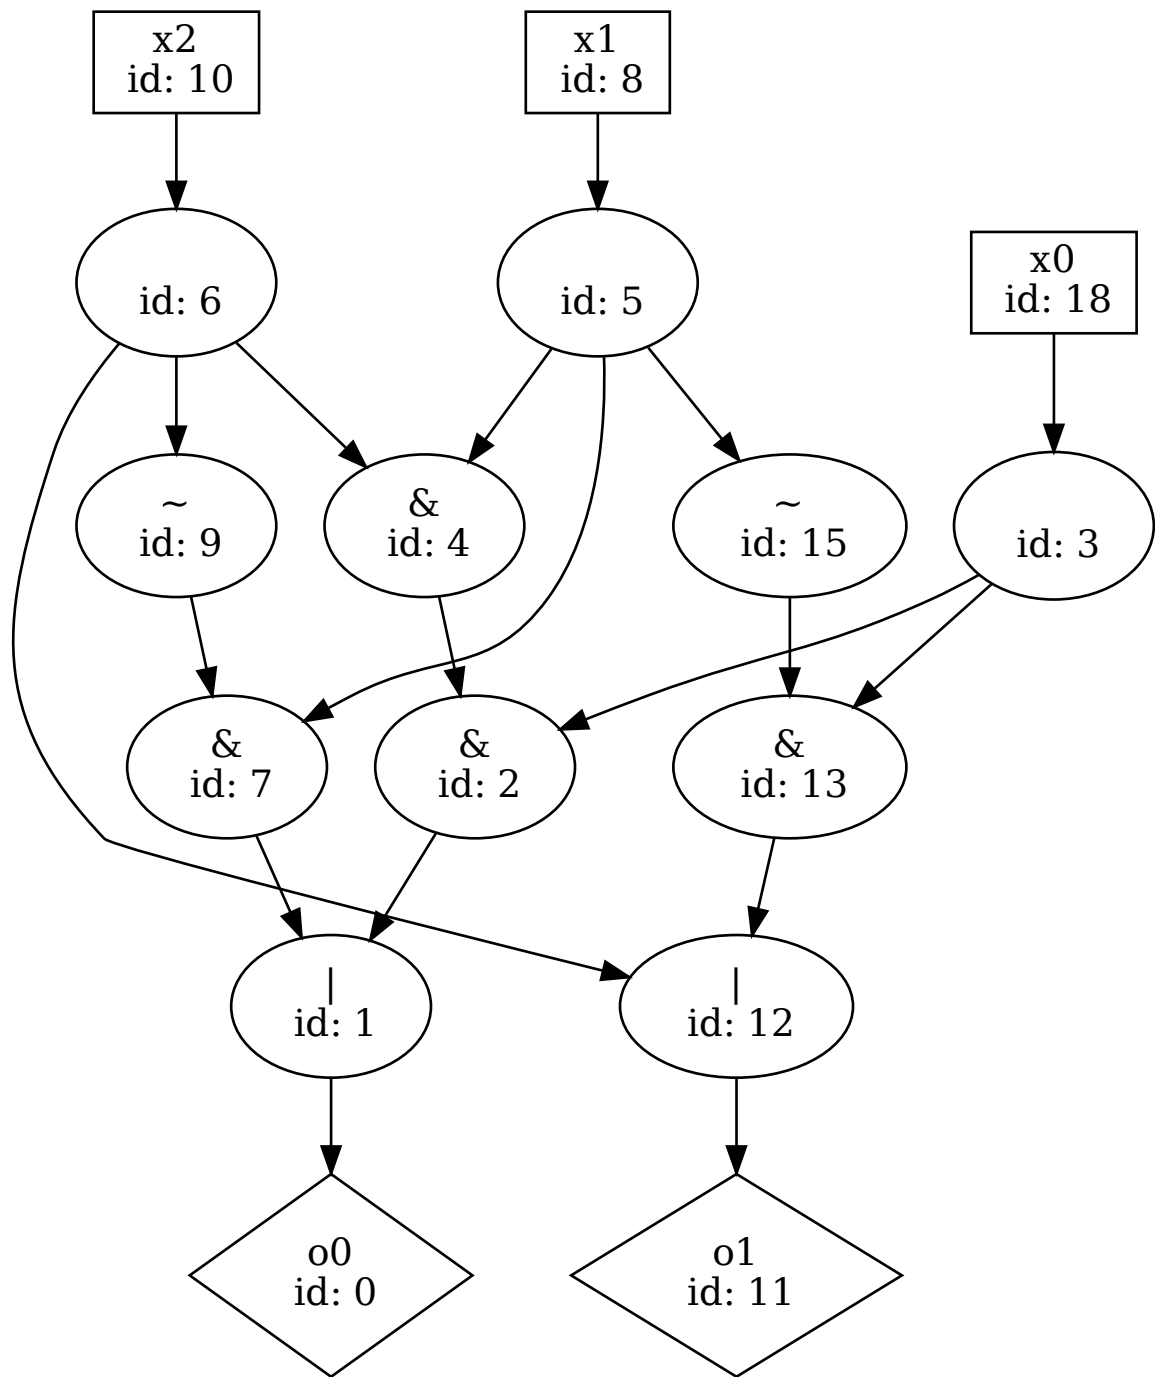 x2
id: 10
x1
id: 8
x0
id: 18
id: 6
id: 5
~
id: 9
&
id: 4
~
id: 15
id: 3
&
id: 7
&
id: 2
&
id: 13
|
id: 1
|
id: 12
o0
id: 0
o1
id: 11